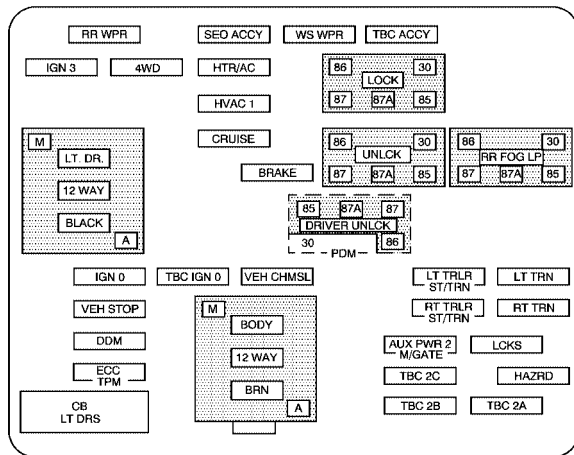 RR WPR SEO ACCY WS WPR TBC ACCY
IGN 3 4WD HTR/AC
86 30
LOCK
87 87A 85
HVAC 1
CRUISE
M
LT. DR.
12 WAY
BLACK
A
BRAKE
86 30
UNLCK
87 87A 85
86 30
RR FOG LP
87 87A 85
85 87A 87
DRIVER UNLCK
30 86
PDM
IGN 0 TBC IGN 0 VEH CHMSL
VEH STOP
DDM
ECC
TPM
CB
LT DRS
M
BODY
12 WAY
BRN
A
LT TRLR
ST/TRN
LT TRN
RT TRLR
ST/TRN
RT TRN
AUX PWR 2
M/GATE
LCKS
TBC 2C HAZRD
TBC 2B TBC 2A